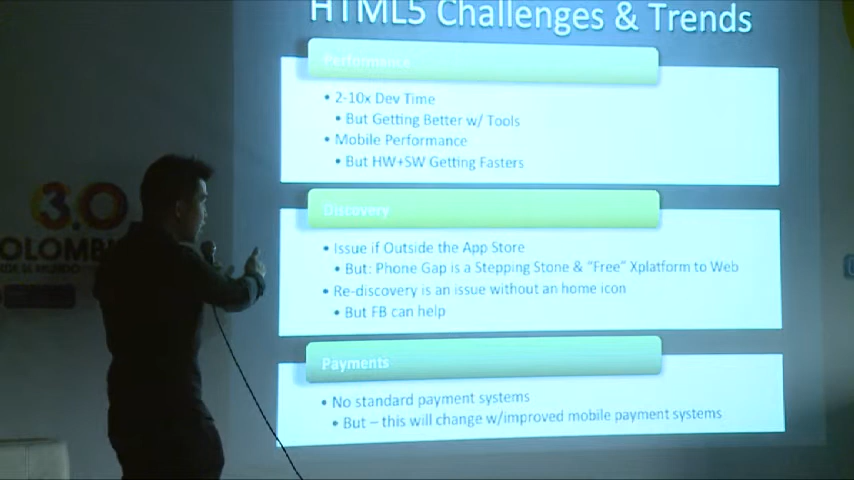 HTML5 Challenges & Trends
Performance
• 2-10x Dev Time
• But Getting Better w/ Tools
• Mobile Performance
• But HW+SW Getting Fasters
Discovery
• Issue if Outside the App Store
• But: Phone Gap is a Stepping Stone & "Free" Xplatform to Web
• Re-discovery is an issue without an home icon
• But FB can help
Payments
• No standard payment systems
• But – this will change w/improved mobile payment systems
3.0